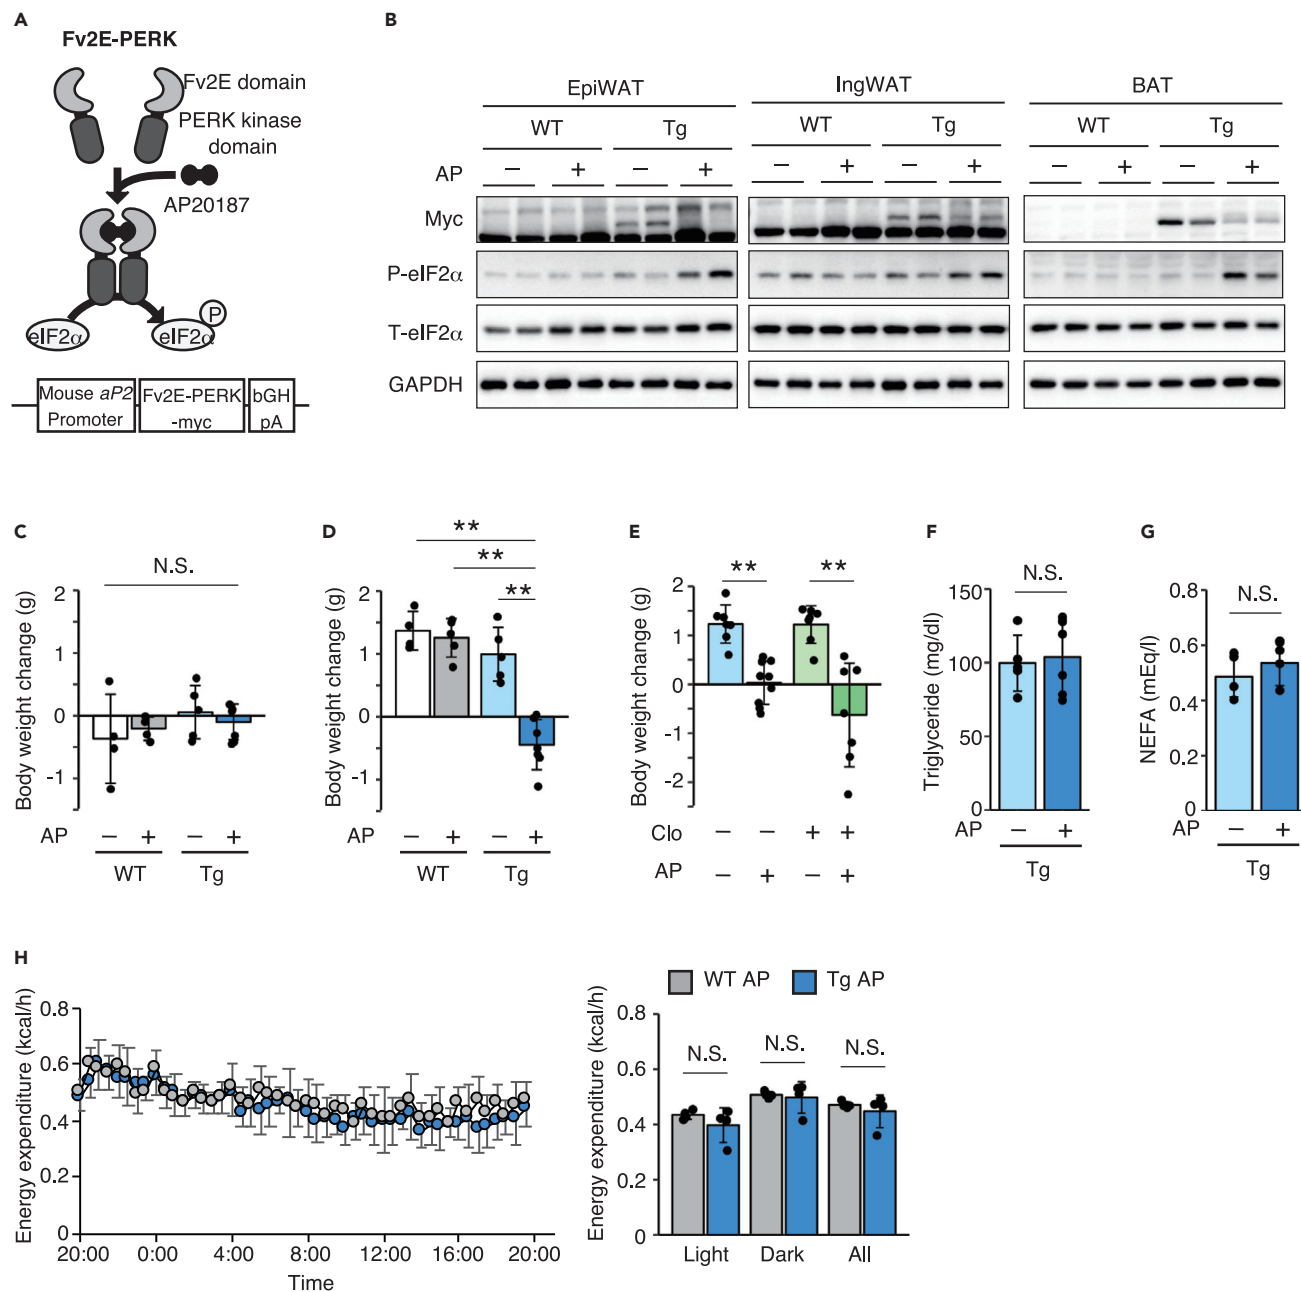 A
Fv2E-PERK
Fv2E domain
PERK kinase
domain
AP20187
eIF2α
eIF2α
P
Mouse aP2
Promoter
Fv2E-PERK
-myc
bGH
pA
B
EpiWAT
IngWAT
BAT
WT
Tg
WT
Tg
WT
Tg
AP
– + – +
– + – +
– + – +
Myc
P-eIF2α
T-eIF2α
GAPDH
C
N.S.
Body weight change (g)
2
1
0
-1
AP
– + – +
WT
Tg
D
**
**
**
Body weight change (g)
2
1
0
-1
AP
– + – +
WT
Tg
E
**
**
Body weight change (g)
2
1
0
-1
-2
Clo
– – + +
AP
– + – +
F
N.S.
Triglyceride (mg/dl)
150
100
50
0
AP
– +
Tg
G
N.S.
NEFA (mEq/l)
0.8
0.6
0.4
0.2
0
AP
– +
Tg
H
Energy expenditure (kcal/h)
0.8
0.6
0.4
0.2
0
20:00 0:00 4:00 8:00 12:00 16:00 20:00
Time
WT AP
Tg AP
Energy expenditure (kcal/h)
0.8
0.6
0.4
0.2
0
N.S.
N.S.
N.S.
Light
Dark
All